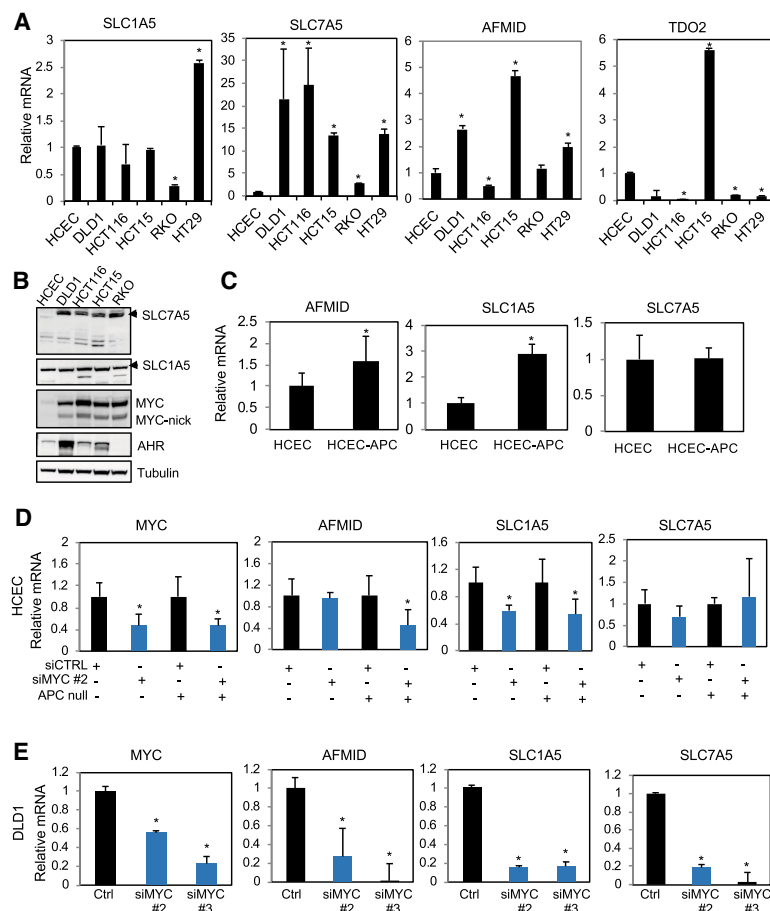 A
SLC1A5
SLC7A5
AFMID
TDO2
Relative mRNA
3
2.5
2
1.5
1
0.5
0
35
30
25
20
15
10
5
0
6
4
2
0
6
5
4
3
2
1
0
* *
* * * * *
* * * *
* * * *
HCEC DLD1 HCT116 HCT15 RKO HT29
HCEC DLD1 HCT116 HCT15 RKO HT29
HCEC DLD1 HCT116 HCT15 RKO HT29
HCEC DLD1 HCT116 HCT15 RKO HT29
B
HCEC DLD1 HCT116 HCT15 RKO
SLC7A5
SLC1A5
MYC
MYC-nick
AHR
Tubulin
C
AFMID
SLC1A5
SLC7A5
Relative mRNA
2.5
2
1.5
1
0.5
0
5
4
3
2
1
0
1.5
1
0.5
0
*
*
HCEC HCEC-APC
HCEC HCEC-APC
HCEC HCEC-APC
D
MYC
AFMID
SLC1A5
SLC7A5
HCEC
Relative mRNA
2
1.6
1.2
0.8
0.4
0
2
1.6
1.2
0.8
0.4
0
1.8
1.4
1.0
0.6
0.2
0
2.5
2
1.5
1
0.5
0
* *
*
* *
siCTRL + - + - + - + - + - + - + - + -
siMYC #2 - + - + - + - + - + - + - + - +
APC null - - + + - - + + - - + + - - + +
E
MYC
AFMID
SLC1A5
SLC7A5
DLD1
Relative mRNA
1.2
1
0.8
0.6
0.4
0.2
0
1.2
1
0.8
0.6
0.4
0.2
0
1.2
1
0.8
0.6
0.4
0.2
0
1.2
1
0.8
0.6
0.4
0.2
0
* *
* *
* *
* *
Ctrl siMYC #2 siMYC #3
Ctrl siMYC #2 siMYC #3
Ctrl siMYC #2 siMYC #3
Ctrl siMYC #2 siMYC #3